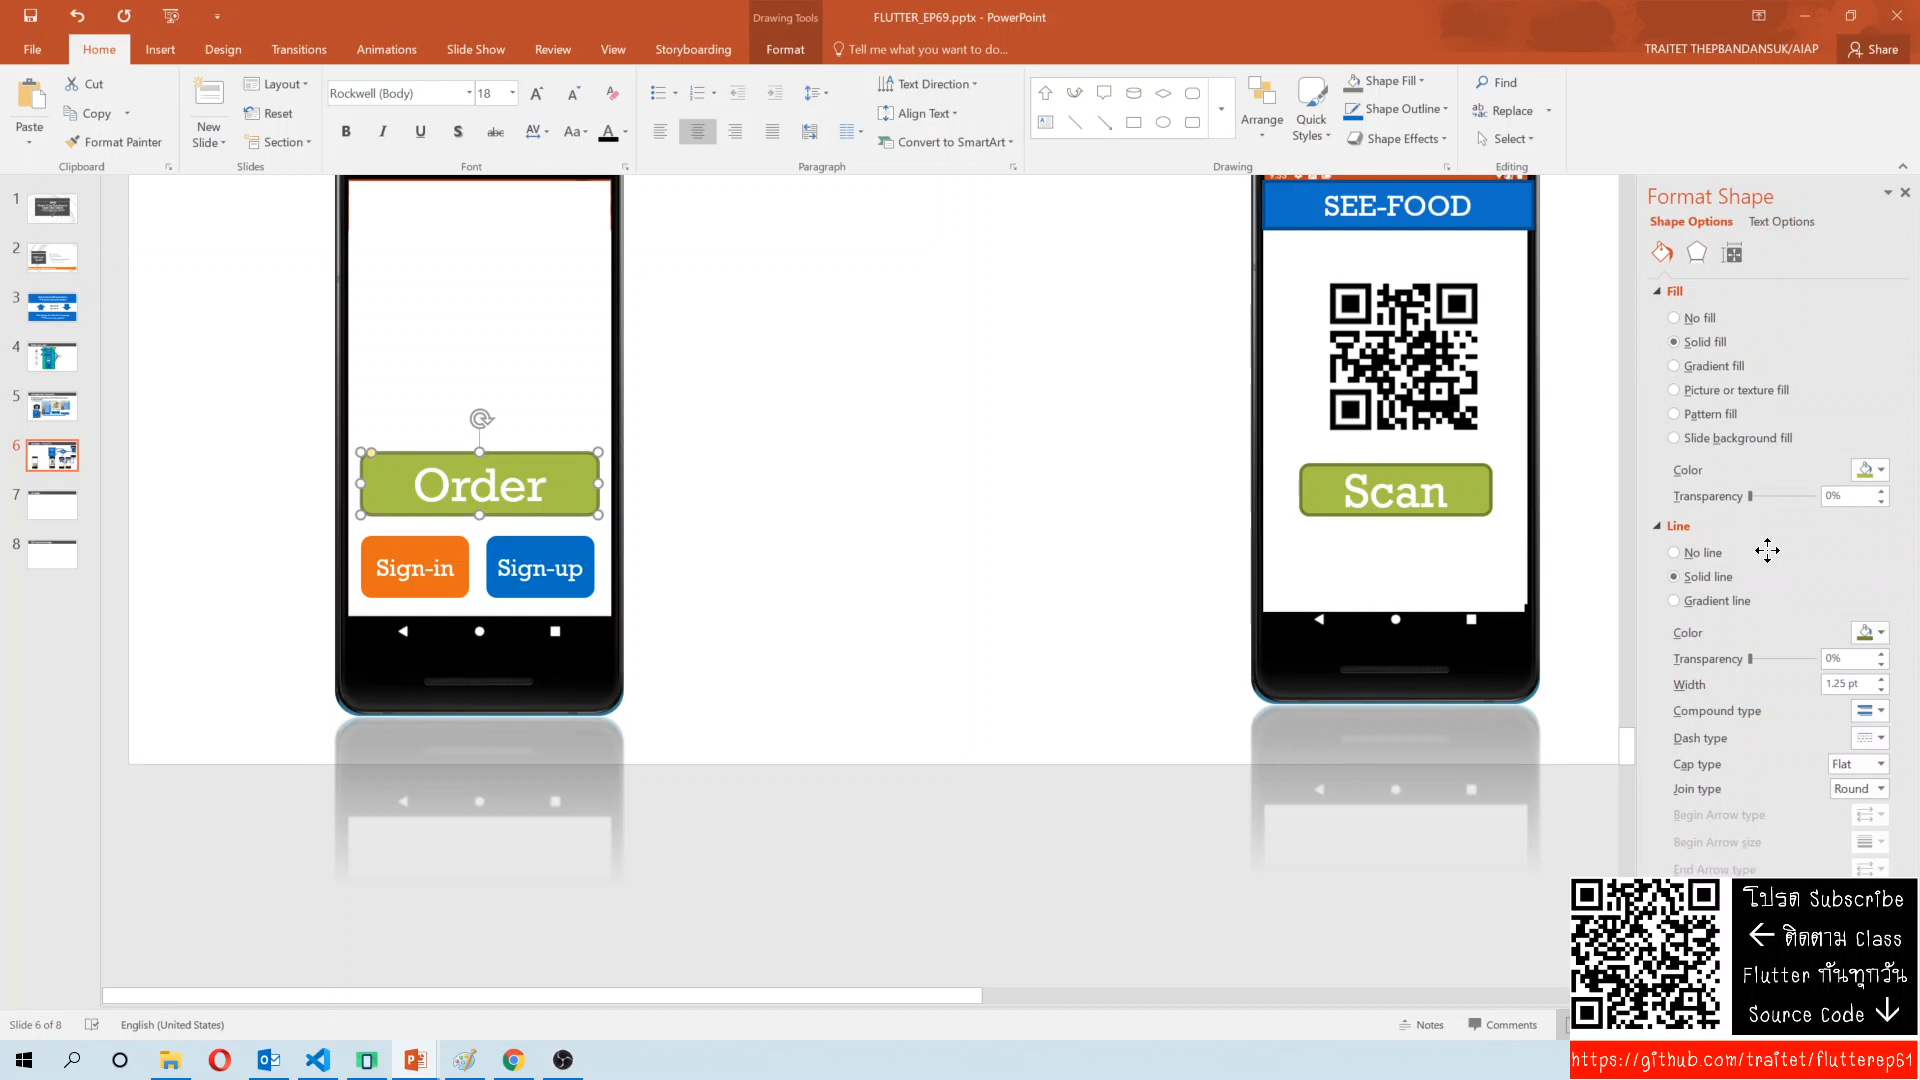 FLUTTER_EP69.pptx - PowerPoint
Drawing Tools
File
Home
Insert
Design
Transitions
Animations
Slide Show
Review
View
Storyboarding
Format
Tell me what you want to do...
TRAITET THEPBANDANSUK/AIAP
Share
Paste
Cut
Copy
Format Painter
Clipboard
New Slide
Layout
Reset
Section
Slides
Rockwell (Body)
18
Font
Paragraph
Text Direction
Align Text
Convert to SmartArt
Arrange
Quick Styles
Shape Fill
Shape Outline
Shape Effects
Drawing
Find
Replace
Select
Editing
1
2
3
4
5
6
7
8
Order
Sign-in
Sign-up
SEE-FOOD
Scan
Format Shape
Shape Options
Text Options
Fill
No fill
Solid fill
Gradient fill
Picture or texture fill
Pattern fill
Slide background fill
Color
Transparency
0%
Line
No line
Solid line
Gradient line
Color
Transparency
0%
Width
1.25 pt
Compound type
Dash type
Cap type
Flat
Join type
Round
Begin Arrow type
Begin Arrow size
End Arrow type
โปรด Subscribe
← ติดตาม Class
Flutter กันทุกวัน
Source Code ↓
https://github.com/traitet/flutterep61
Slide 6 of 8
English (United States)
Notes
Comments